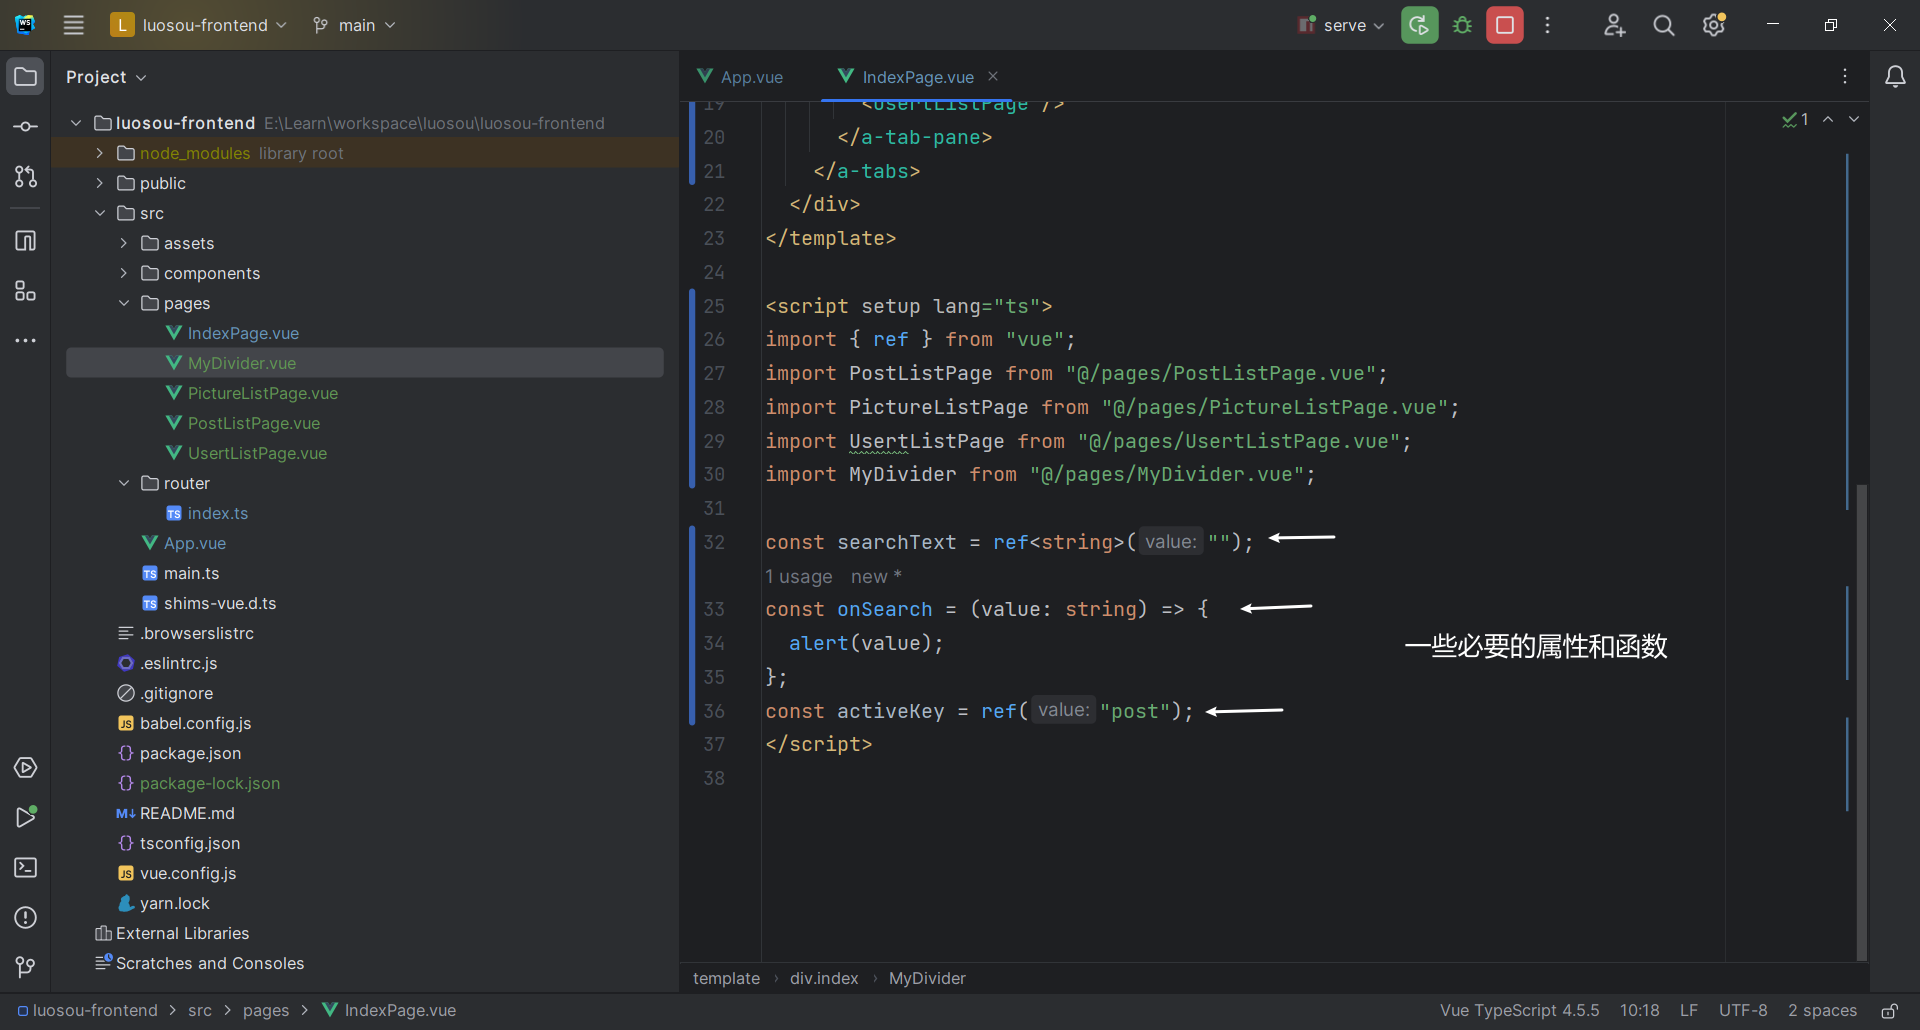 L luosou-frontend main serve
Project
luosou-frontend E:\Learn\workspace\luosou\luosou-frontend
node_modules library root
public
src
assets
components
pages
IndexPage.vue
MyDivider.vue
PictureListPage.vue
PostListPage.vue
UsertListPage.vue
router
index.ts
App.vue
main.ts
shims-vue.d.ts
.browserslistrc
.eslintrc.js
.gitignore
babel.config.js
package.json
package-lock.json
README.md
tsconfig.json
vue.config.js
yarn.lock
External Libraries
Scratches and Consoles
App.vue IndexPage.vue
1
19 <UsertListPage />
20 </a-tab-pane>
21 </a-tabs>
22 </div>
23 </template>
24
25 <script setup lang="ts">
26 import { ref } from "vue";
27 import PostListPage from "@/pages/PostListPage.vue";
28 import PictureListPage from "@/pages/PictureListPage.vue";
29 import UsertListPage from "@/pages/UsertListPage.vue";
30 import MyDivider from "@/pages/MyDivider.vue";
31
32 const searchText = ref<string>( value: "");
1 usage new *
33 const onSearch = (value: string) => {
34 alert(value);
35 };
一些必要的属性和函数
36 const activeKey = ref( value: "post");
37 </script>
38
template › div.index › MyDivider
luosou-frontend > src > pages > IndexPage.vue
Vue TypeScript 4.5.5 10:18 LF UTF-8 2 spaces